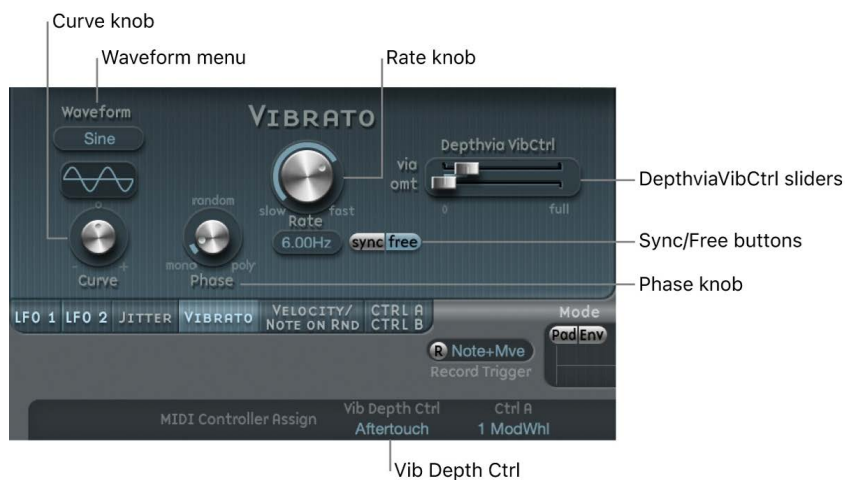 Curve knob
Waveform menu
Rate knob
Waveform
VIBRATO
Sine
Depthvia VibCtrl
via
omt
DepthviaVibCtrl sliders
0
full
random
slow
fast
Rate
6.00Hz
sync free
Sync/Free buttons
- +
Curve
mono
poly
Phase
Phase knob
LFO 1
LFO 2
JITTER
VIBRATO
VELOCITY/
NOTE ON RND
CTRL A
CTRL B
Mode
Pad Env
R Note+Mve
Record Trigger
MIDI Controller Assign
Vib Depth Ctrl
Aftertouch
Ctrl A
1 ModWhl
Vib Depth Ctrl